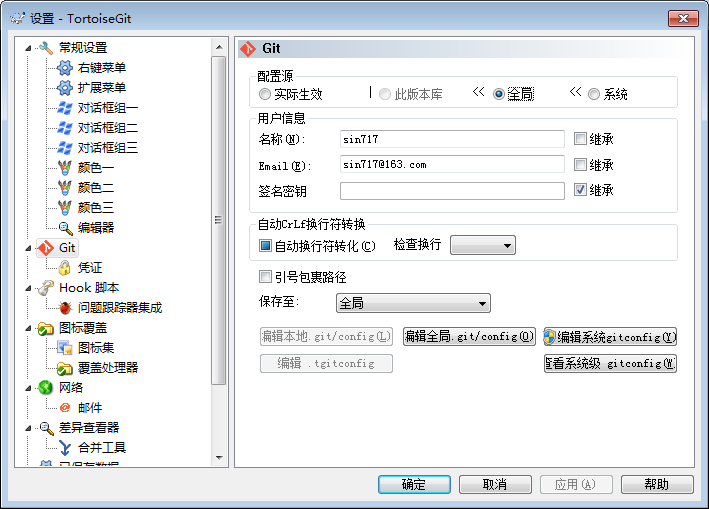 设置 - TortoiseGit
常规设置
右键菜单
扩展菜单
对话框组一
对话框组二
对话框组三
颜色一
颜色二
颜色三
编辑器
Git
凭证
Hook 脚本
问题跟踪器集成
图标覆盖
图标集
覆盖处理器
网络
邮件
差异查看器
合并工具
已保存数据
Git
配置源
实际生效 | 此版本库 << 全局 << 系统
用户信息
名称(N): sin717 继承
Email(E): sin717@163.com 继承
签名密钥 继承
自动CrLf换行符转换
自动换行符转化(C) 检查换行
引号包裹路径
保存至: 全局
编辑本地.git/config(L) 编辑全局.git/config(O) 编辑系统gitconfig(Y)
编辑 .tgitconfig 查看系统级 gitconfig(W
确定 取消 应用(A) 帮助